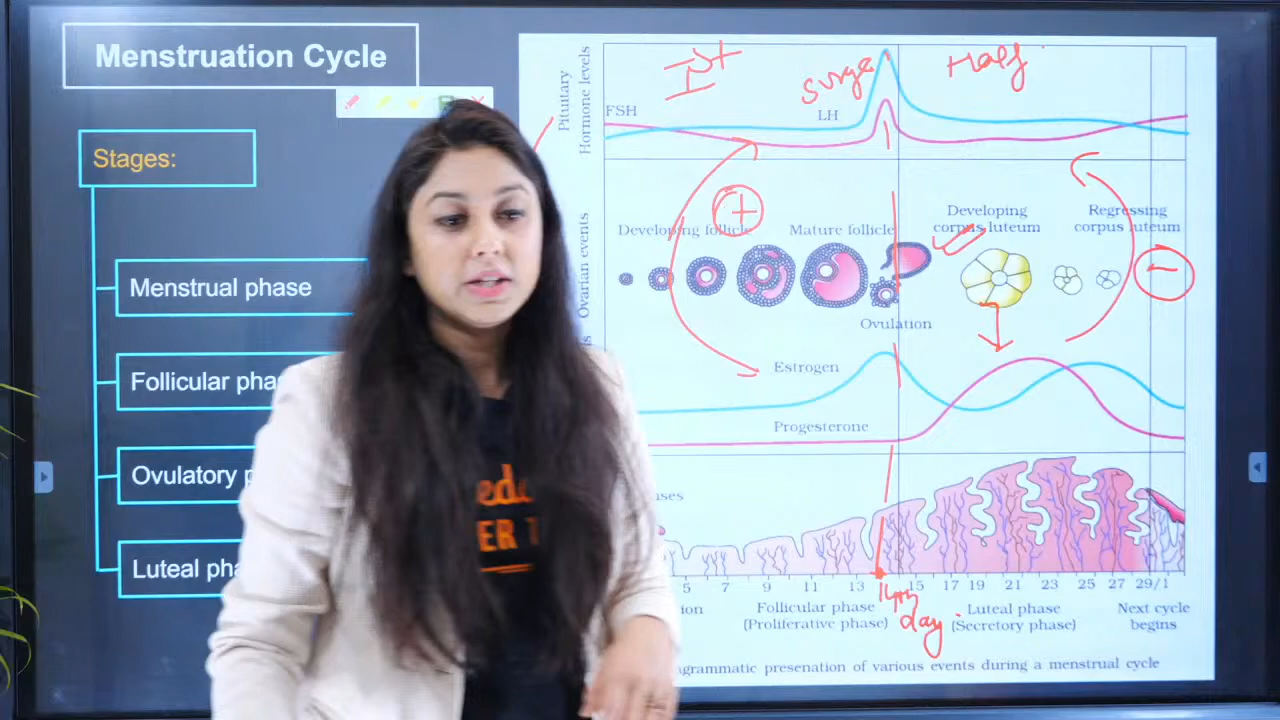 Menstruation Cycle
Stages:
Menstrual phase
Follicular pha
Ovulatory p
Luteal pha
Pituitary
Hormone levels
FSH
LH
Ist
Surge
Half
Ovarian events
Developing follicle
Mature follicle
Developing
corpus luteum
Regressing
corpus luteum
+
−
Ovulation
Estrogen
Progesterone
5 7 9 11 13 15 17 19 21 23 25 27 29/1
14th
day
Follicular phase
(Proliferative phase)
Luteal phase
(Secretory phase)
Next cycle
begins
agrammatic presenation of various events during a menstrual cycle
ER T